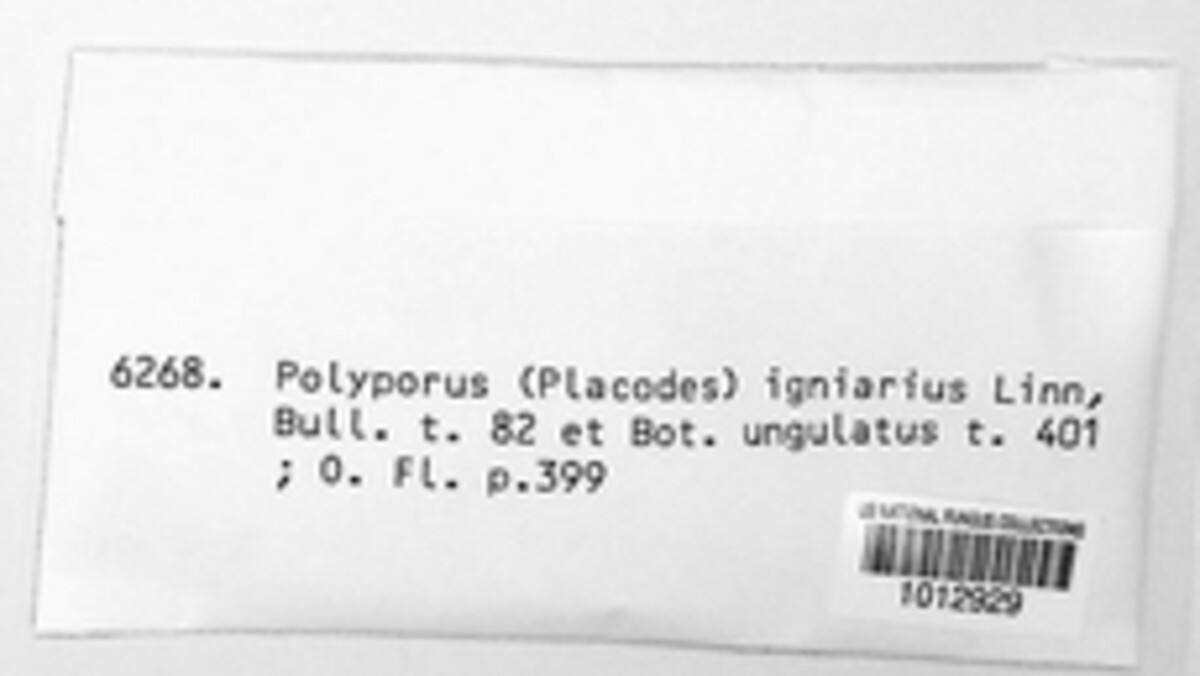 6268. Polyporus (Placodes) igniarius Linn,
Bull. t. 82 et Bot. ungulatus t. 401
; O. Fl. p.399
US NATIONAL FUNGUS COLLECTIONS
1012929